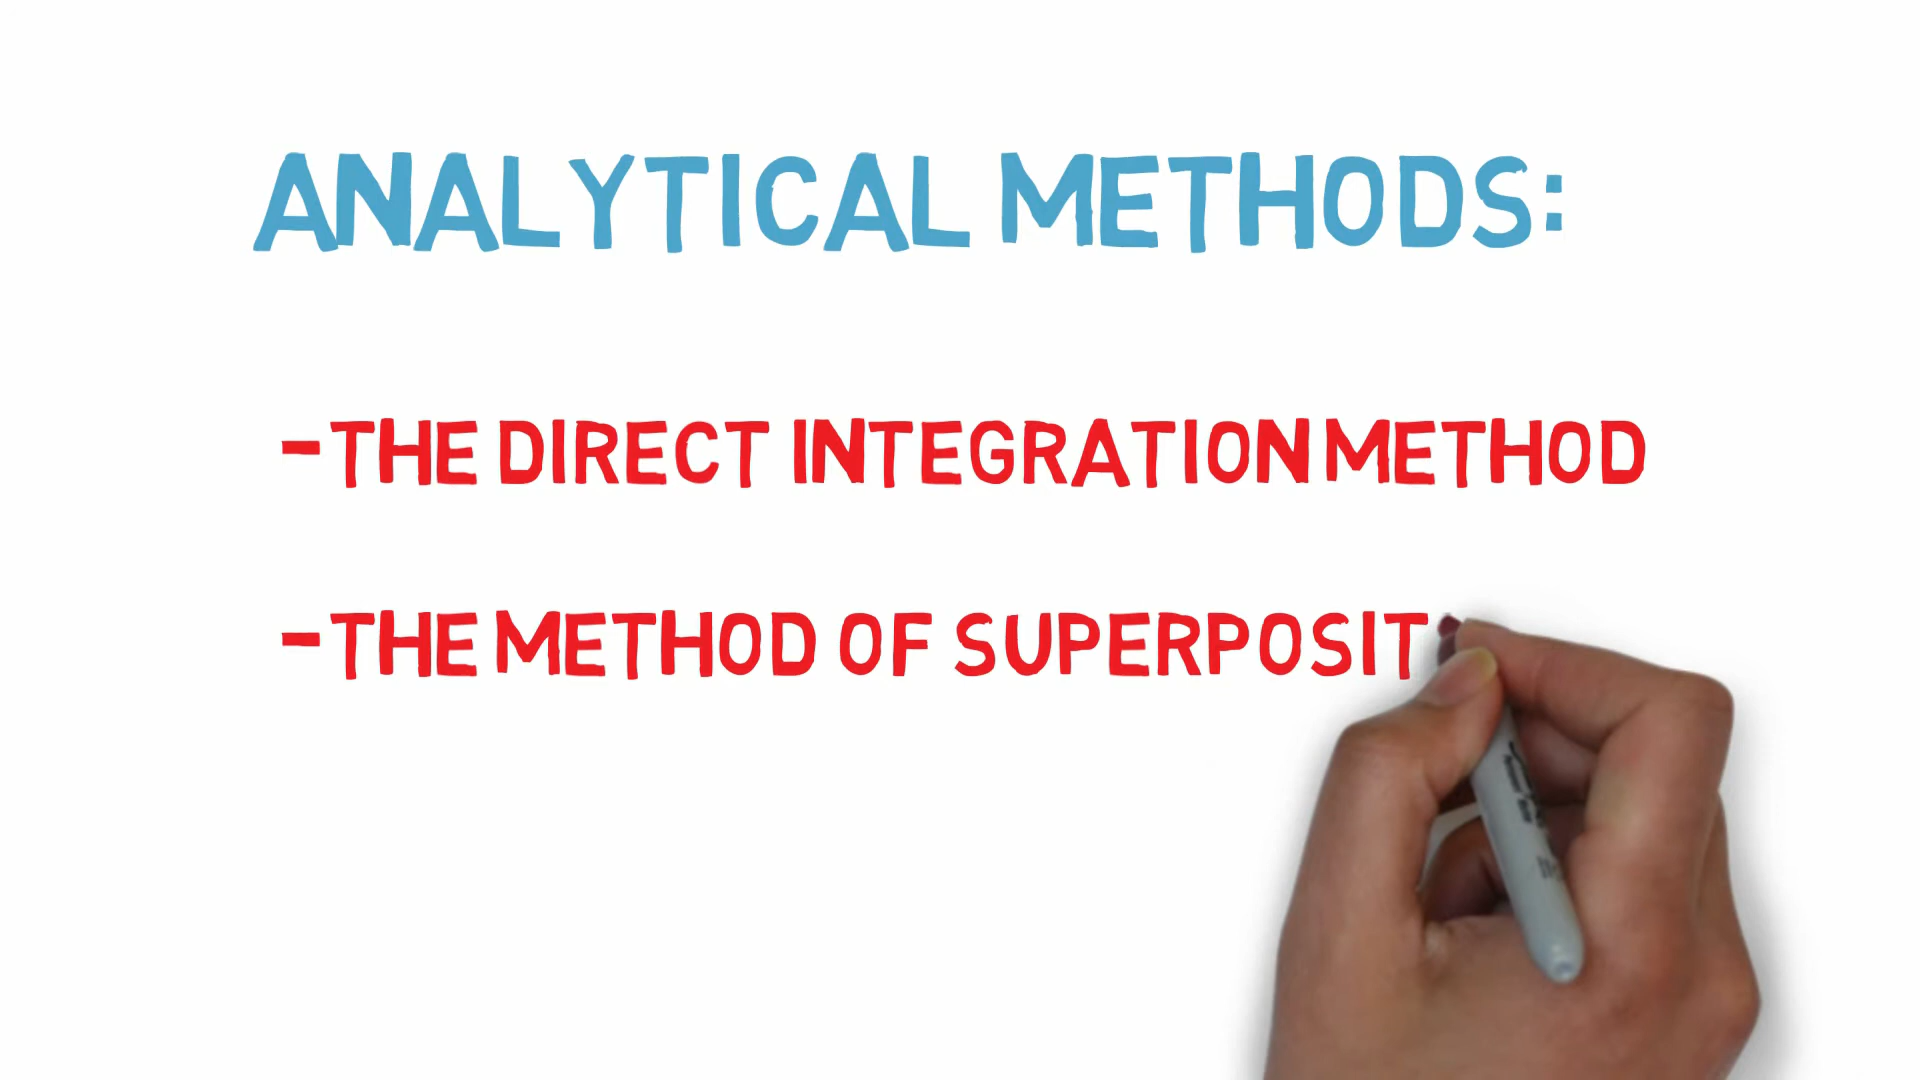 ANALYTICAL METHODS:
-THE DIRECT INTEGRATION METHOD
-THE METHOD OF SUPERPOSIT